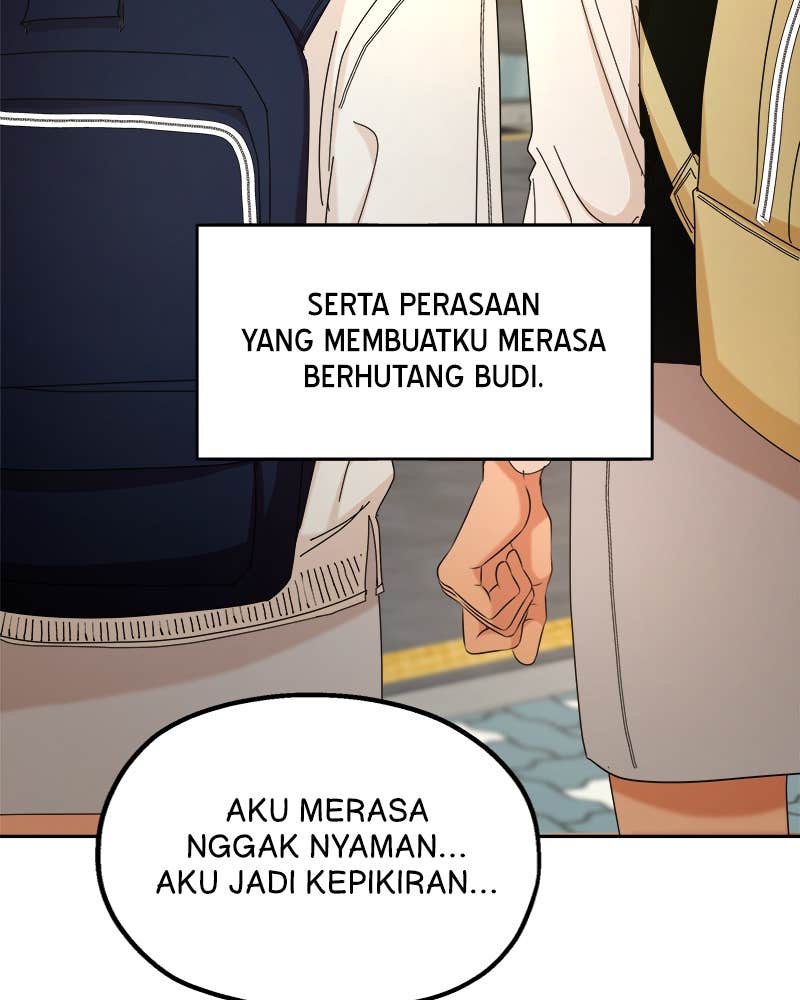 SERTA PERASAAN
YANG MEMBUATKU MERASA
BERHUTANG BUDI.
AKU MERASA
NGGAK NYAMAN...
AKU JADI KEPIKIRAN...